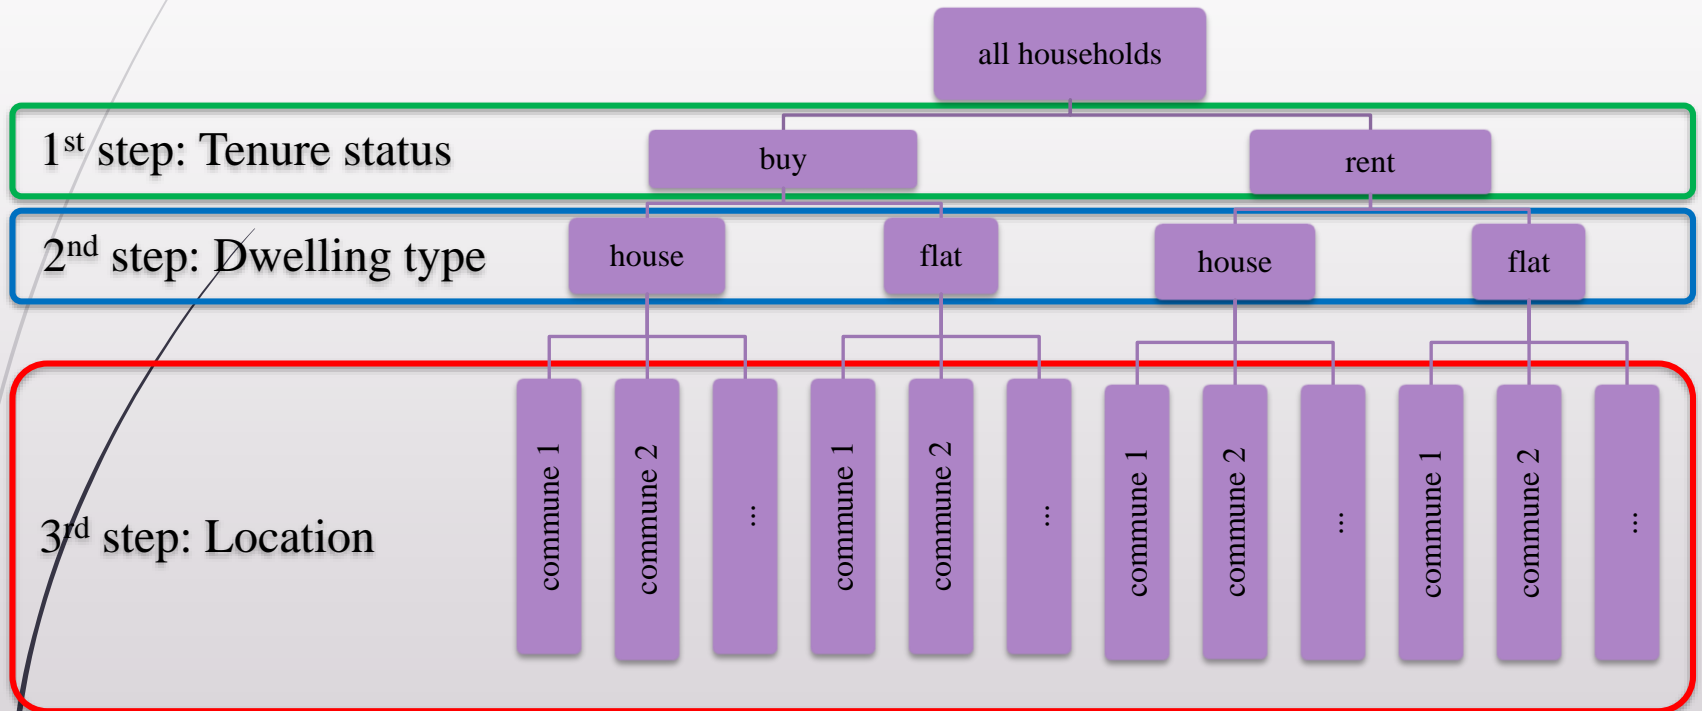 all households
1st step: Tenure status
buy
rent
2nd step: Dwelling type
house
flat
house
flat
3rd step: Location
commune 1
commune 2
...
commune 1
commune 2
...
commune 1
commune 2
...
commune 1
commune 2
...